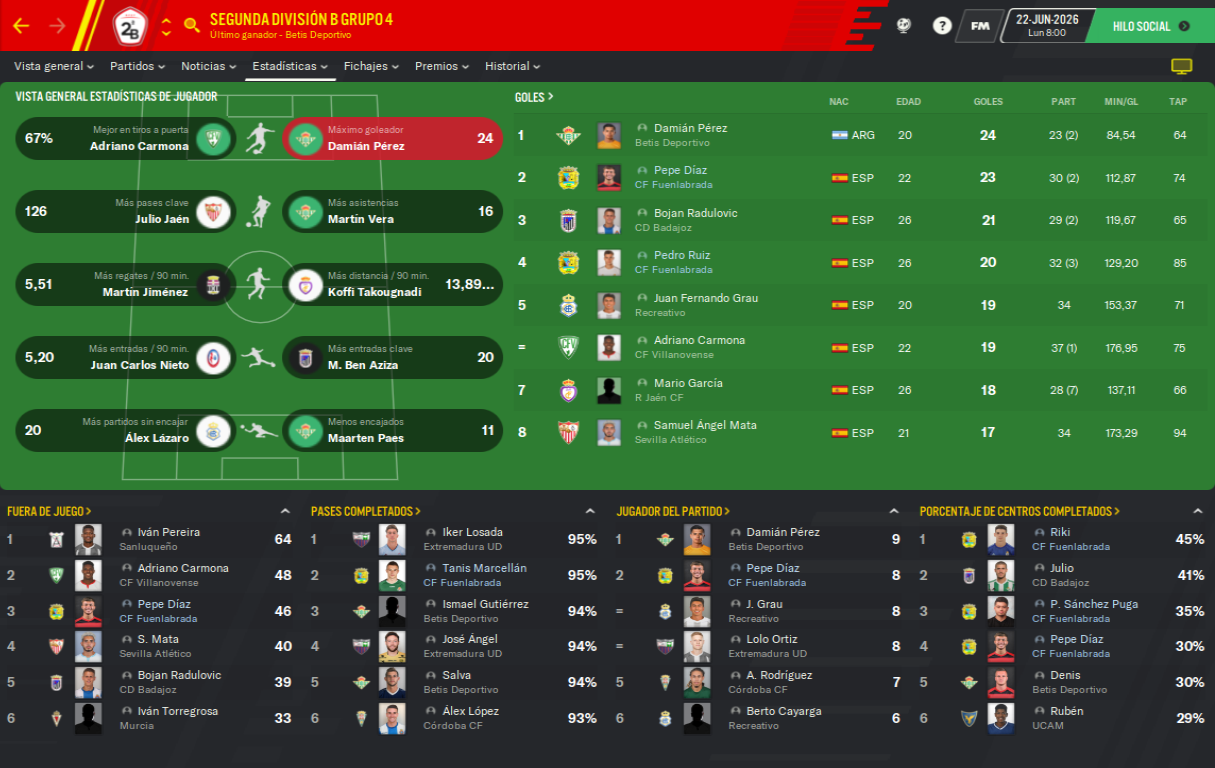 SEGUNDA DIVISIÓN B GRUPO 4
Último ganador - Betis Deportivo
2ªB
?
FM
22-JUN-2026
Lun 8:00
HILO SOCIAL
Vista general Partidos Noticias Estadísticas Fichajes Premios Historial
VISTA GENERAL ESTADÍSTICAS DE JUGADOR
67% Mejor en tiros a puerta
Adriano Carmona
Máximo goleador
Damián Pérez 24
126 Más pases clave
Julio Jaén
Más asistencias
Martín Vera 16
5,51 Más regates / 90 min.
Martín Jiménez
Más distancia / 90 min.
Koffi Takougnadi 13,89...
5,20 Más entradas / 90 min.
Juan Carlos Nieto
Más entradas clave
M. Ben Aziza 20
20 Más partidos sin encajar
Álex Lázaro
Menos encajados
Maarten Paes 11
GOLES > NAC EDAD GOLES PART MIN/GL TAP
1 Damián Pérez ARG 20 24 23 (2) 84,54 64
Betis Deportivo
2 Pepe Díaz ESP 22 23 30 (2) 112,87 74
CF Fuenlabrada
3 Bojan Radulovic ESP 26 21 29 (2) 119,67 65
CD Badajoz
4 Pedro Ruiz ESP 26 20 32 (3) 129,20 85
CF Fuenlabrada
5 Juan Fernando Grau ESP 20 19 34 153,37 71
Recreativo
= Adriano Carmona ESP 22 19 37 (1) 176,95 75
CF Villanovense
7 Mario García ESP 26 18 28 (7) 137,11 66
R Jaén CF
8 Samuel Ángel Mata ESP 21 17 34 173,29 94
Sevilla Atlético
FUERA DE JUEGO >
1 Iván Pereira 64
Sanluqueño
2 Adriano Carmona 48
CF Villanovense
3 Pepe Díaz 46
CF Fuenlabrada
4 S. Mata 40
Sevilla Atlético
5 Bojan Radulovic 39
CD Badajoz
6 Iván Torregrosa 33
Murcia
PASES COMPLETADOS >
1 Iker Losada 95%
Extremadura UD
2 Tanis Marcellán 95%
CF Fuenlabrada
3 Ismael Gutiérrez 94%
Betis Deportivo
4 José Ángel 94%
Extremadura UD
5 Salva 94%
Betis Deportivo
6 Álex López 93%
Córdoba CF
JUGADOR DEL PARTIDO >
1 Damián Pérez 9
Betis Deportivo
2 Pepe Díaz 8
CF Fuenlabrada
= J. Grau 8
Recreativo
= Lolo Ortiz 8
Extremadura UD
5 A. Rodríguez 7
Córdoba CF
6 Berto Cayarga 6
Recreativo
PORCENTAJE DE CENTROS COMPLETADOS >
1 Riki 45%
CF Fuenlabrada
2 Julio 41%
CD Badajoz
3 P. Sánchez Puga 35%
CF Fuenlabrada
4 Pepe Díaz 30%
CF Fuenlabrada
5 Denis 30%
Betis Deportivo
6 Rubén 29%
UCAM